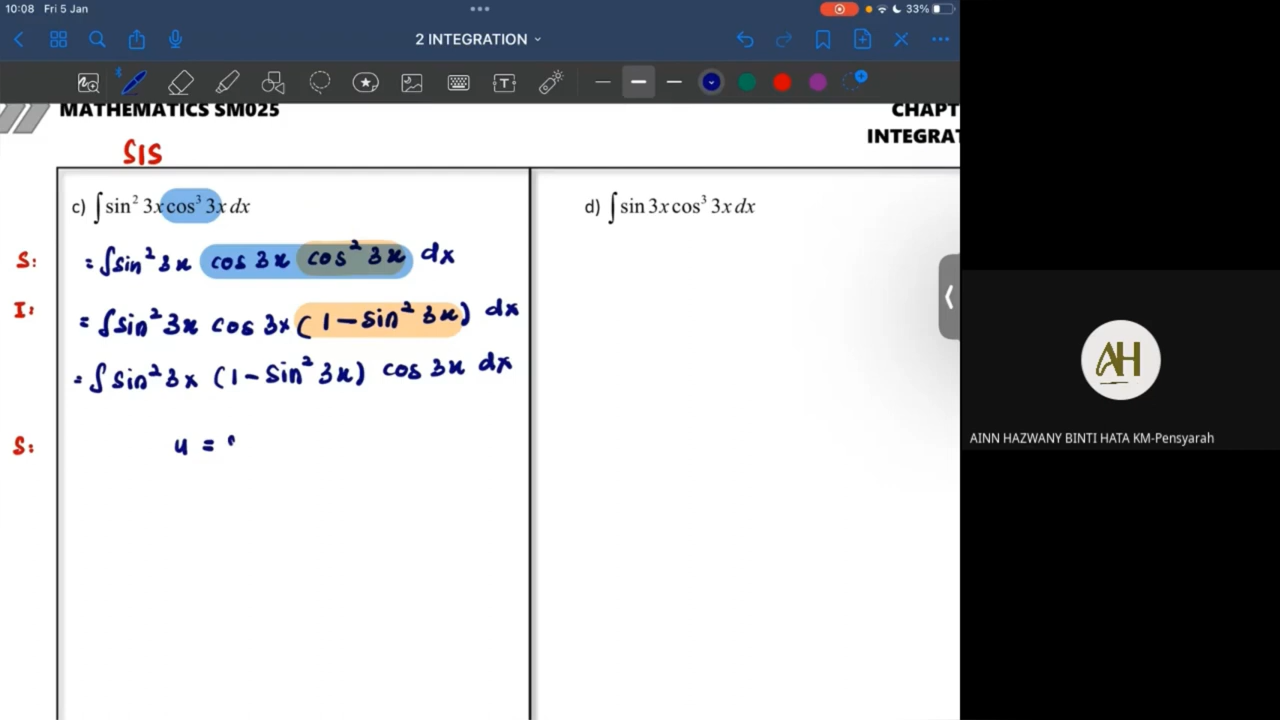 10:08 Fri 5 Jan
33%
2 INTEGRATION
MATHEMATICS SM025
CHAPT
INTEGRAT
SIS
c) ∫ sin² 3x cos³ 3x dx
S: = ∫ sin² 3x cos 3x cos² 3x dx
I: = ∫ sin² 3x cos 3x (1 − sin² 3x) dx
= ∫ sin² 3x (1 − sin² 3x) cos 3x dx
S: u =
d) ∫ sin 3x cos³ 3x dx
AH
AINN HAZWANY BINTI HATA KM-Pensyarah